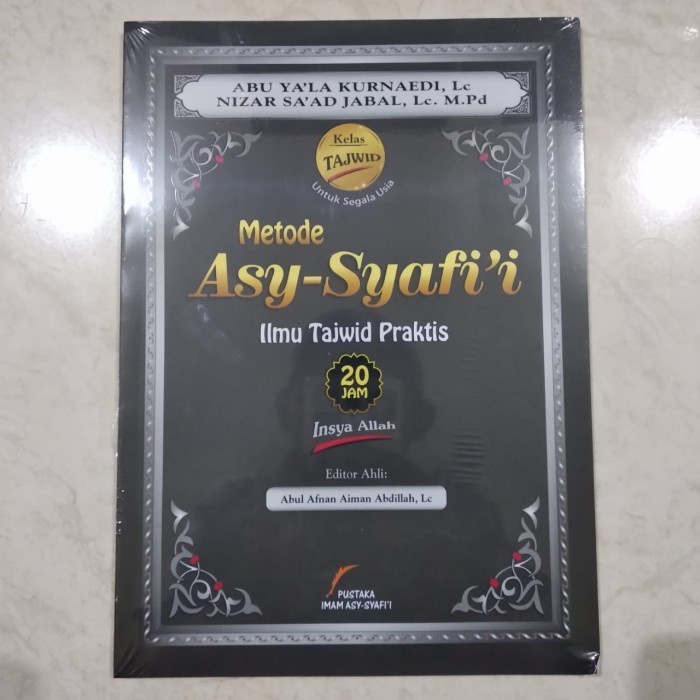 ABU YA'LA KURNAEDI, Lc
NIZAR SA'AD JABAL, Lc. M.Pd
Kelas
TAJWID
Untuk Segala Usia
Metode
Asy-Syafi'i
Ilmu Tajwid Praktis
20
JAM
Insya Allah
Editor Ahli:
Abul Afnan Aiman Abdillah, Lc
PUSTAKA
IMAM ASY-SYAFI'I